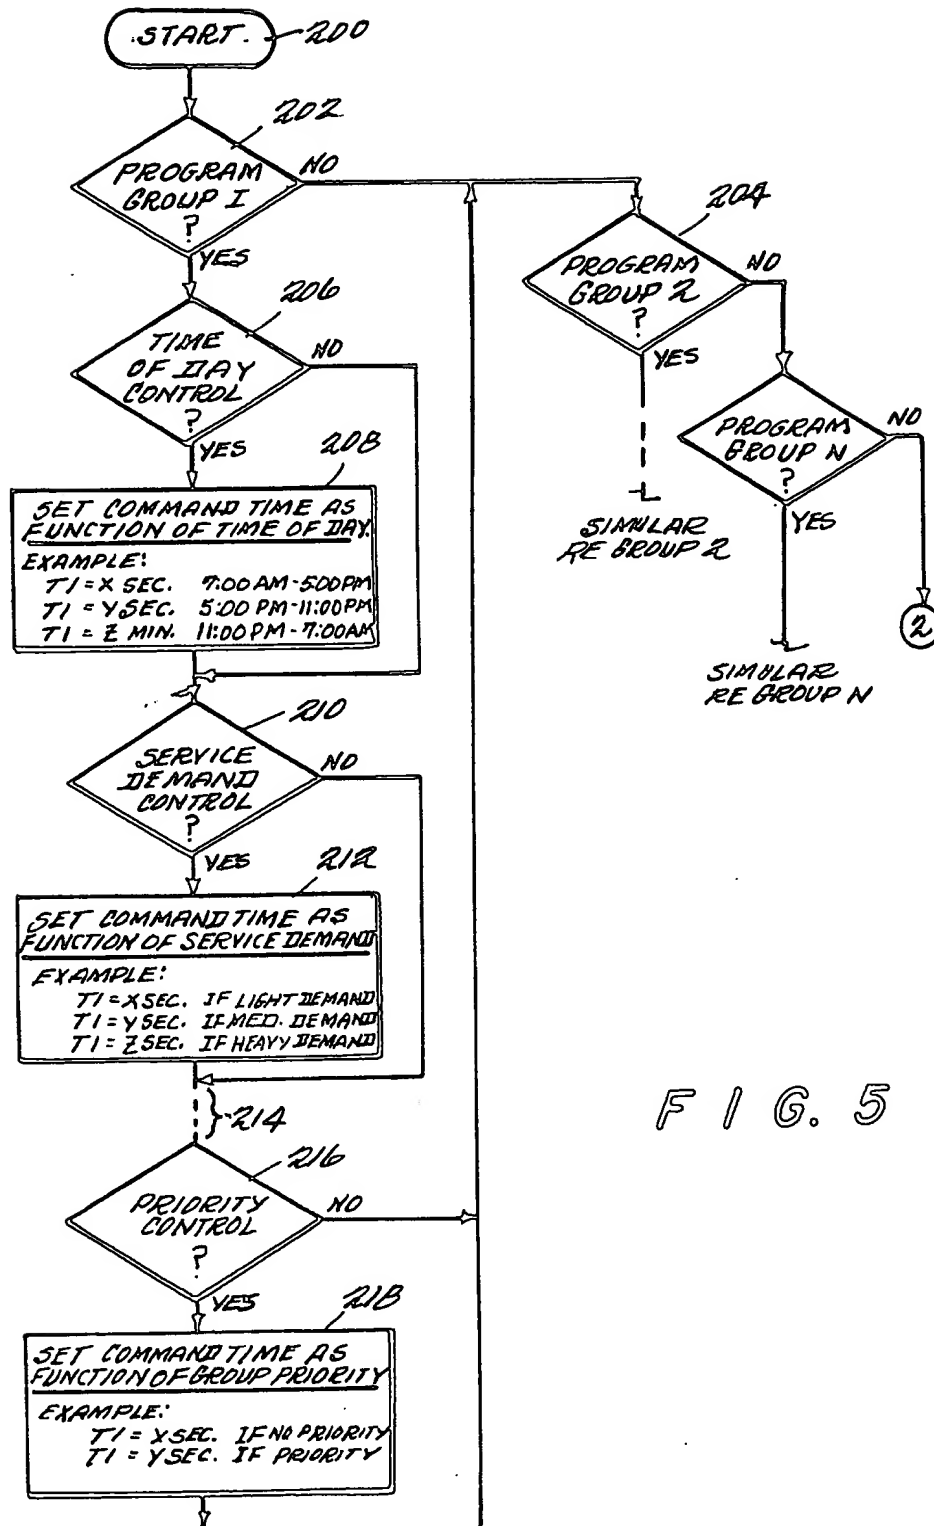 START. 200
202
PROGRAM
GROUP I
?
NO
YES
206
TIME
OF DAY
CONTROL
?
NO
YES
208
SET COMMAND TIME AS
FUNCTION OF TIME OF DAY.
EXAMPLE:
T1 = X SEC. 7:00 AM - 5:00 PM
T1 = Y SEC. 5:00 PM - 11:00 PM
T1 = Z MIN. 11:00 PM - 7:00 AM
210
SERVICE
DEMAND
CONTROL
?
NO
YES
212
SET COMMAND TIME AS
FUNCTION OF SERVICE DEMAND
EXAMPLE:
T1 = X SEC. IF LIGHT DEMAND
T1 = Y SEC. IF MED. DEMAND
T1 = Z SEC. IF HEAVY DEMAND
214
216
PRIORITY
CONTROL
?
NO
YES
218
SET COMMAND TIME AS
FUNCTION OF GROUP PRIORITY
EXAMPLE:
T1 = X SEC. IF NO PRIORITY
T1 = Y SEC. IF PRIORITY
204
PROGRAM
GROUP 2
?
NO
YES
SIMULAR
RE GROUP 2
PROGRAM
GROUP N
?
NO
YES
SIMULAR
RE GROUP N
2
FIG. 5